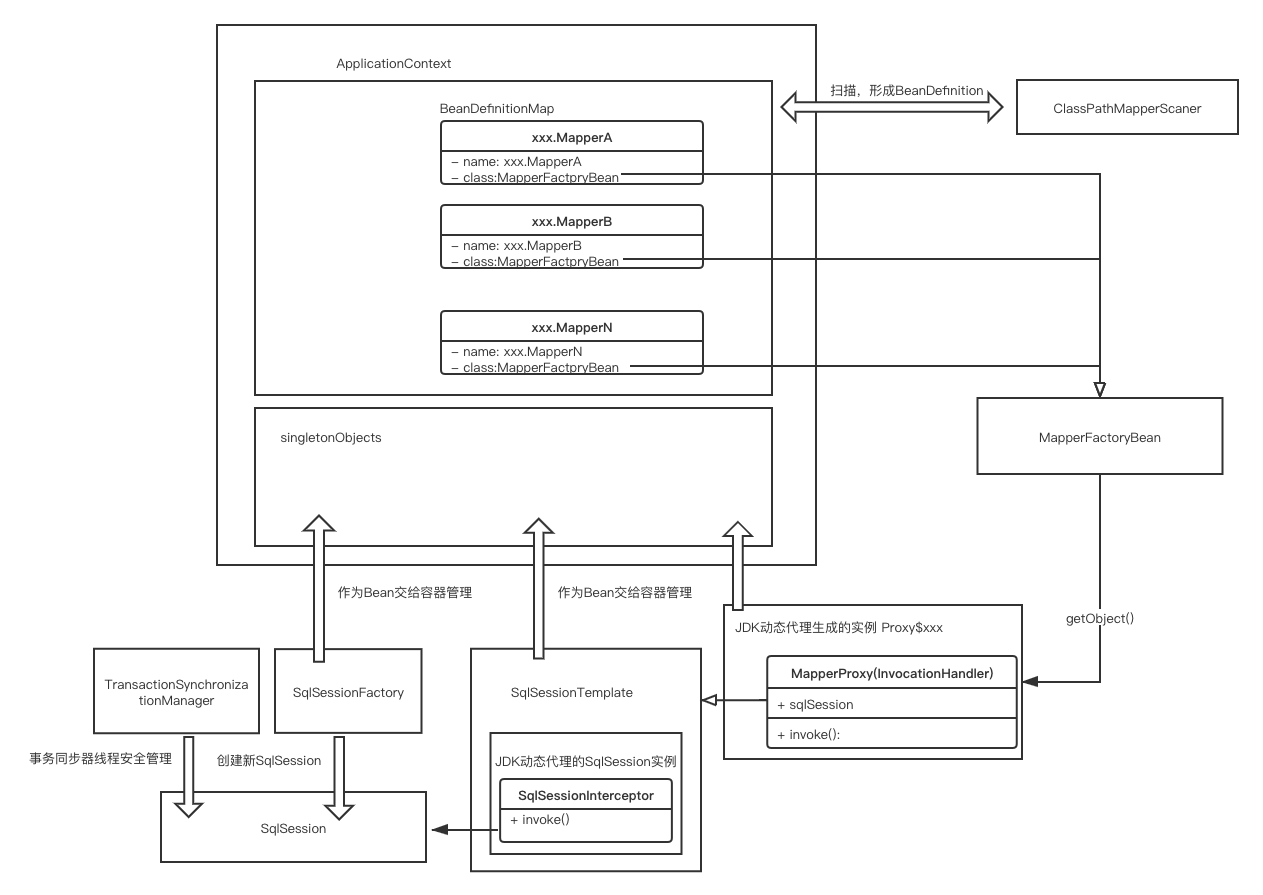 ApplicationContext
BeanDefinitionMap
扫描，形成BeanDefinition
ClassPathMapperScaner
xxx.MapperA
- name: xxx.MapperA
- class:MapperFactpryBean
xxx.MapperB
- name: xxx.MapperB
- class:MapperFactpryBean
xxx.MapperN
- name: xxx.MapperN
- class:MapperFactpryBean
singletonObjects
MapperFactoryBean
作为Bean交给容器管理
作为Bean交给容器管理
getObject()
JDK动态代理生成的实例 Proxy$xxx
MapperProxy(InvocationHandler)
+ sqlSession
+ invoke():
TransactionSynchroniza
tionManager
SqlSessionFactory
SqlSessionTemplate
事务同步器线程安全管理
创建新SqlSession
JDK动态代理的SqlSession实例
SqlSessionInterceptor
+ invoke()
SqlSession